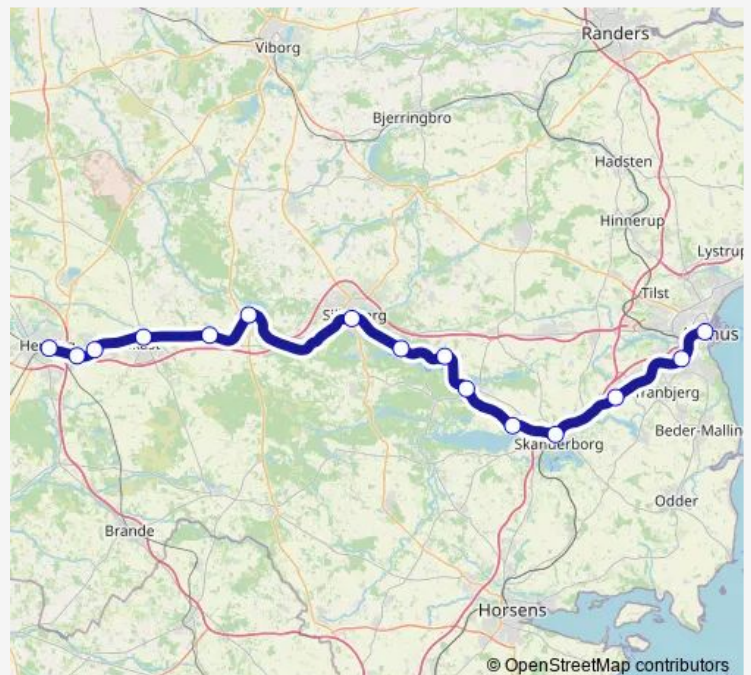 Viborg
Randers
Bjerringbro
Hadsten
Hinnerup
Lystrup
Tilst
Skanderborg
Beder-Malling
Odder
Brande
Horsens
© OpenStreetMap contributors